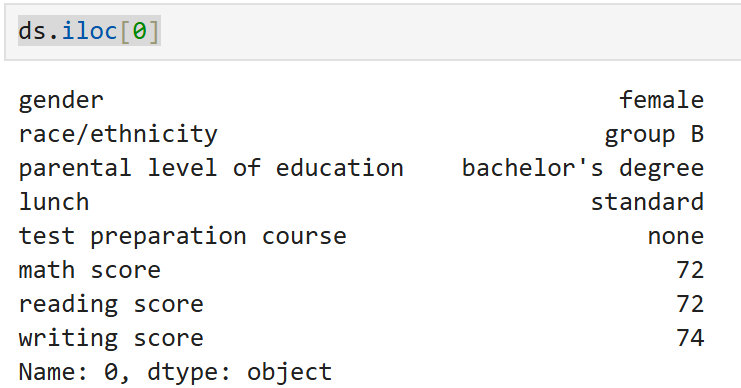 ds.iloc[0]
gender female
race/ethnicity group B
parental level of education bachelor's degree
lunch standard
test preparation course none
math score 72
reading score 72
writing score 74
Name: 0, dtype: object